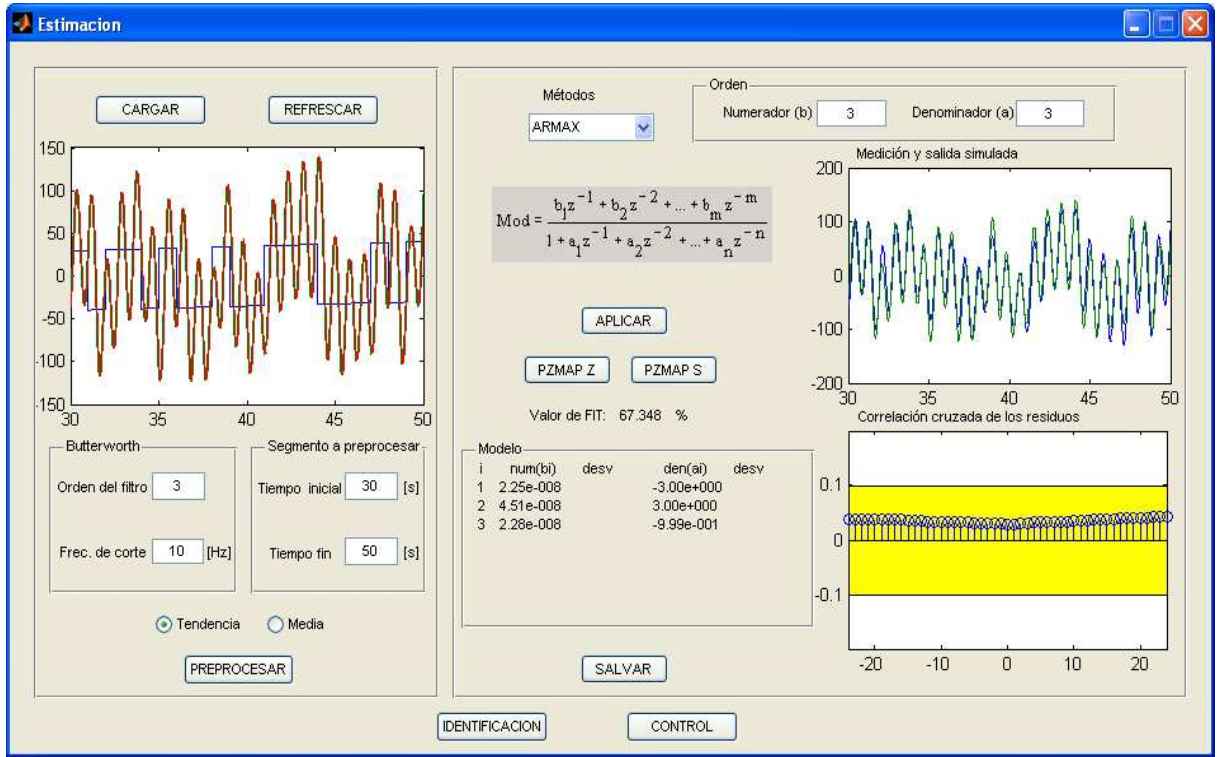 Estimacion
CARGAR
REFRESCAR
150
100
50
0
-50
-100
-150
30
35
40
45
50
Butterworth
Orden del filtro 3
Frec. de corte 10 [Hz]
Segmento a preprocesar
Tiempo inicial 30 [s]
Tiempo fin 50 [s]
Tendencia
Media
PREPROCESAR
Métodos
ARMAX
Orden
Numerador (b) 3
Denominador (a) 3
Mod = b1z^-1 + b2z^-2 + ... + bmz^-m
1 + a1z^-1 + a2z^-2 + ... + anz^-n
APLICAR
PZMAP Z
PZMAP S
Valor de FIT: 67.348 %
Modelo
i num(bi) desv den(ai) desv
1 2.25e-008 -3.00e+000
2 4.51e-008 3.00e+000
3 2.28e-008 -9.99e-001
SALVAR
Medición y salida simulada
200
100
0
-100
-200
30
35
40
45
50
Correlación cruzada de los residuos
0.1
0
-0.1
-20
-10
0
10
20
IDENTIFICACION
CONTROL